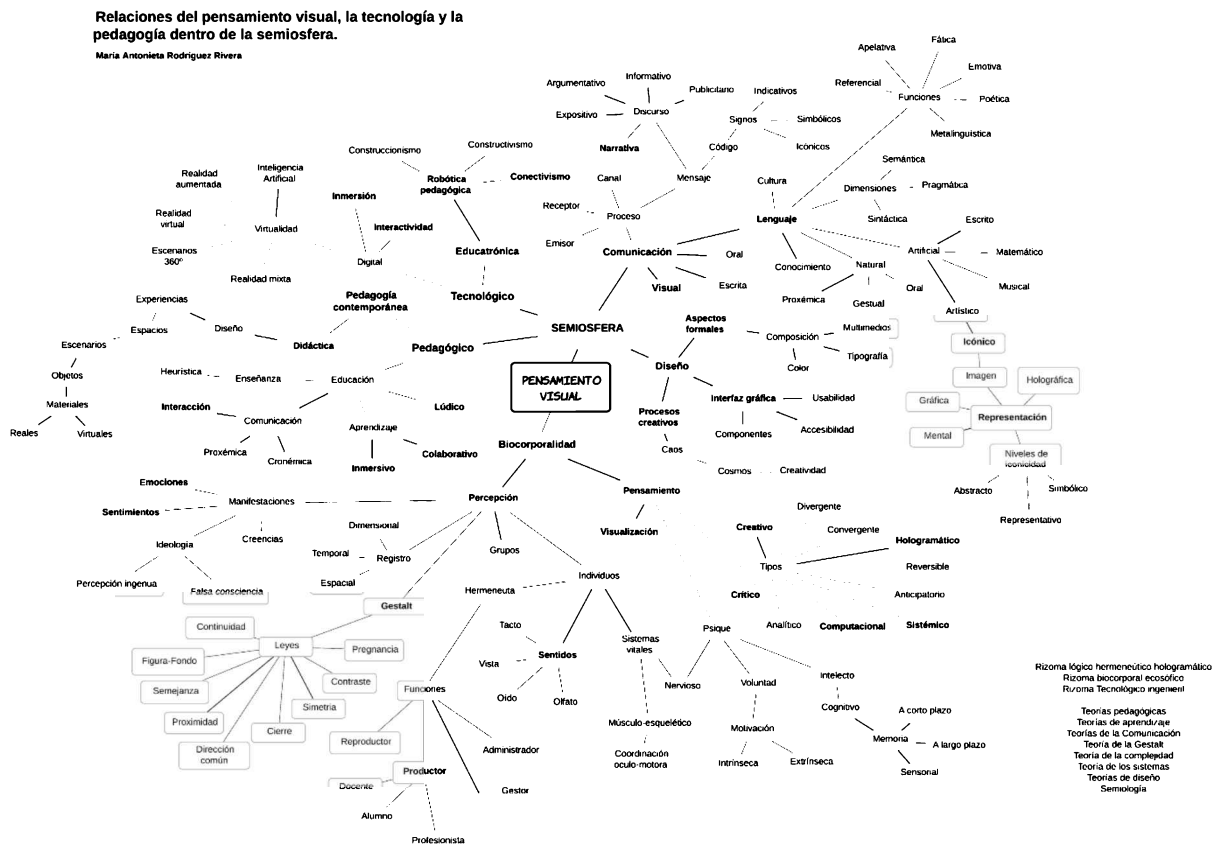 Relaciones del pensamiento visual, la tecnología y la
pedagogía dentro de la semiosfera.
María Antonieta Rodriguez Rivera
Apelativa
Fática
Emotiva
Referencial
Funciones
Poética
Metalinguística
Argumentativo
Informativo
Publicitario
Expositivo
Discurso
Narrativa
Indicativos
Signos
Simbólicos
Código
Icónicos
Construccionismo
Constructivismo
Robótica
pedagógica
Conectivismo
Canal
Mensaje
Receptor
Proceso
Emisor
Comunicación
Oral
Visual
Escrita
Cultura
Lenguaje
Conocimiento
Semántica
Dimensiones
Pragmática
Sintáctica
Natural
Proxémica
Gestual
Oral
Artificial
Escrito
Matemático
Musical
Artístico
Icónico
Imagen
Holográfica
Gráfica
Representación
Mental
Niveles de
iconicidad
Abstracto
Simbólico
Representativo
Realidad
aumentada
Inteligencia
Artificial
Realidad
virtual
Virtualidad
Escenarios
360º
Realidad mixta
Inmersión
Interactividad
Digital
Educatrónica
Tecnológico
SEMIOSFERA
PENSAMIENTO
VISUAL
Pedagogía
contemporánea
Pedagógico
Experiencias
Espacios
Diseño
Didáctica
Escenarios
Objetos
Materiales
Reales
Virtuales
Heurística
Enseñanza
Educación
Interacción
Comunicación
Proxémica
Cronémica
Lúdico
Aprendizaje
Colaborativo
Inmersivo
Aspectos
formales
Composición
Multimedios
Tipografía
Color
Diseño
Interfaz gráfica
Usabilidad
Accesibilidad
Componentes
Procesos
creativos
Caos
Cosmos
Creatividad
Biocorporalidad
Percepción
Pensamiento
Visualización
Emociones
Sentimientos
Manifestaciones
Creencias
Ideología
Percepción ingenua
Falsa consciencia
Dimensional
Temporal
Registro
Espacial
Grupos
Gestalt
Leyes
Continuidad
Figura-Fondo
Semejanza
Proximidad
Dirección
común
Cierre
Simetria
Contraste
Pregnancia
Individuos
Hermeneuta
Tacto
Vista
Sentidos
Oído
Olfato
Sistemas
vitales
Nervioso
Músculo-esquelético
Coordinación
oculo-motora
Funciones
Reproductor
Administrador
Productor
Docente
Gestor
Alumno
Profesionista
Divergente
Creativo
Convergente
Tipos
Hologramático
Reversible
Anticipatorio
Crítico
Analítico
Computacional
Sistémico
Psique
Voluntad
Motivación
Intrínseca
Extrínseca
Intelecto
Cognitivo
Memoria
A corto plazo
A largo plazo
Sensorial
Rizoma lógico hermeneútico hologramático
Rizoma biocorporal ecosófico
Rizoma Tecnológico ingenieril
Teorías pedagógicas
Teorías de aprendizaje
Teorías de la Comunicación
Teoría de la Gestalt
Teoría de la complejidad
Teoría de los sistemas
Teorías de diseño
Semiología